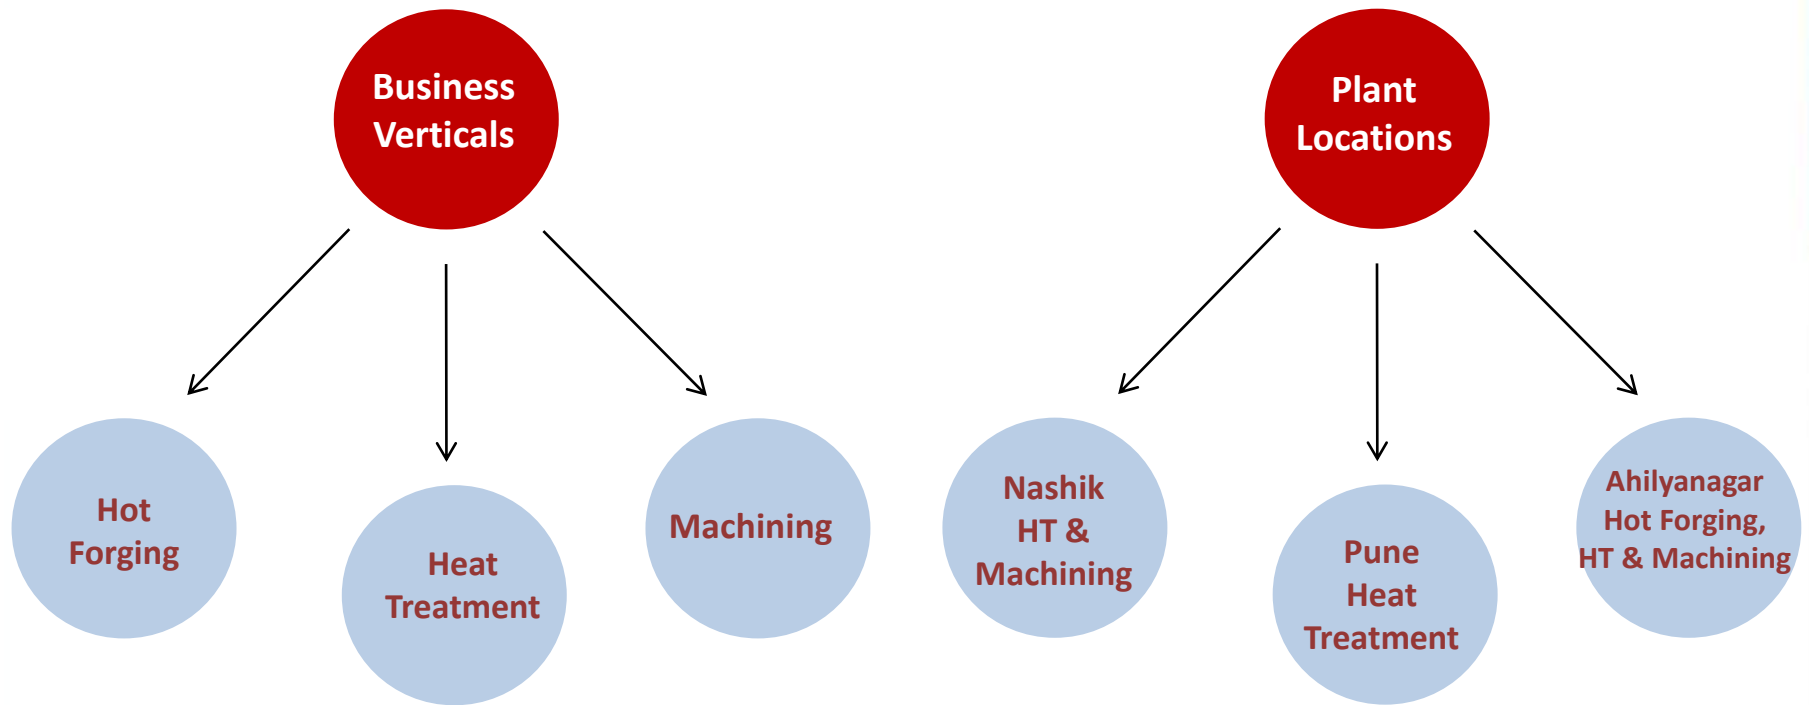 Business
Verticals
Hot
Forging
Heat
Treatment
Machining
Plant
Locations
Nashik
HT &
Machining
Pune
Heat
Treatment
Ahilyanagar
Hot Forging,
HT & Machining